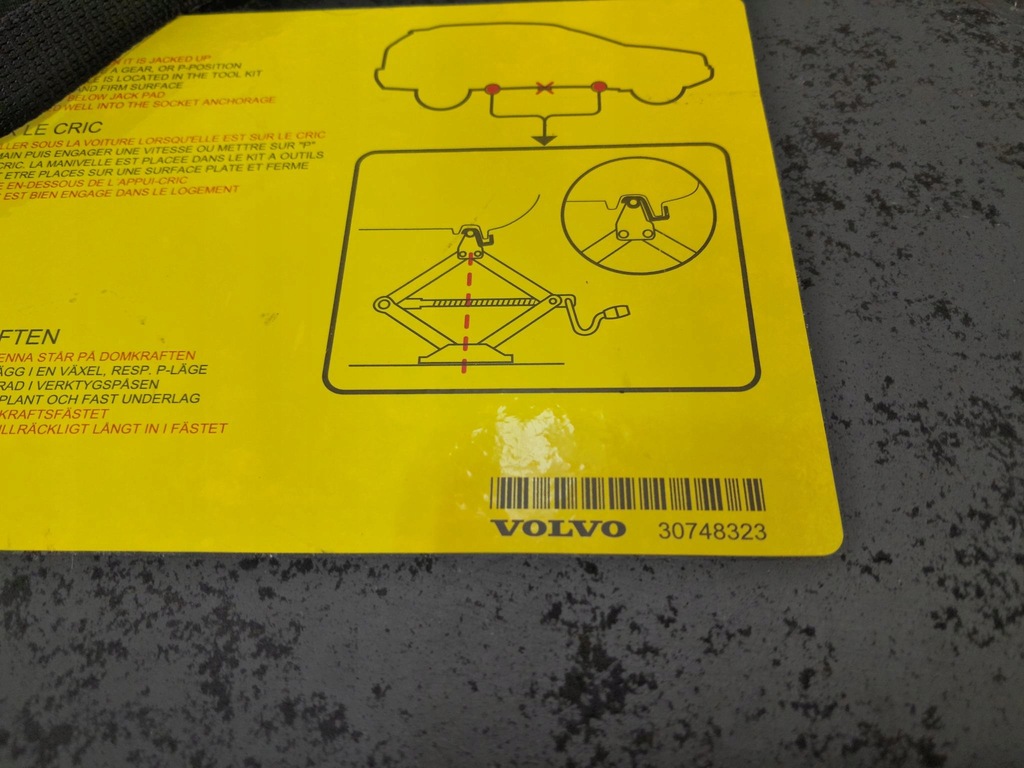 IT IS JACKED UP
A GEAR, OR P-POSITION
IS LOCATED IN THE TOOL KIT
AND FIRM SURFACE
BELOW JACK PAD
WELL INTO THE SOCKET ANCHORAGE
LE CRIC
ALLER SOUS LA VOITURE LORSQU'ELLE EST SUR LE CRIC
MAIN PUIS ENGAGER UNE VITESSE OU METTRE SUR "P"
CRIC. LA MANIVELLE EST PLACEE DANS LE KIT A OUTILS
ETRE PLACES SUR UNE SURFACE PLATE ET FERME
EN-DESSOUS DE L'APPUI-CRIC
EST BIEN ENGAGE DANS LE LOGEMENT
FTEN
ENNA STÅR PÅ DOMKRAFTEN
ÄGG I EN VÄXEL, RESP. P-LÄGE
RAD I VERKTYGSPÅSEN
PLANT OCH FAST UNDERLAG
KRAFTSFÄSTET
ILLRÄCKLIGT LÅNGT IN I FÄSTET
VOLVO 30748323